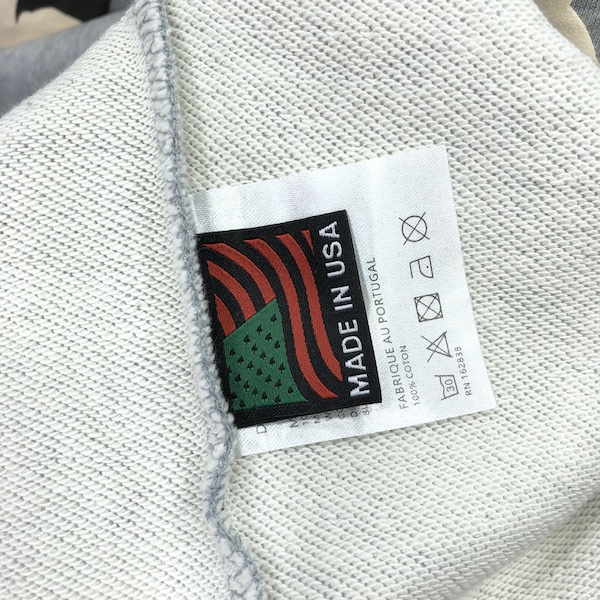 MADE IN USA
FABRIQUE AU PORTUGAL
100% COTON
30
RN 162838